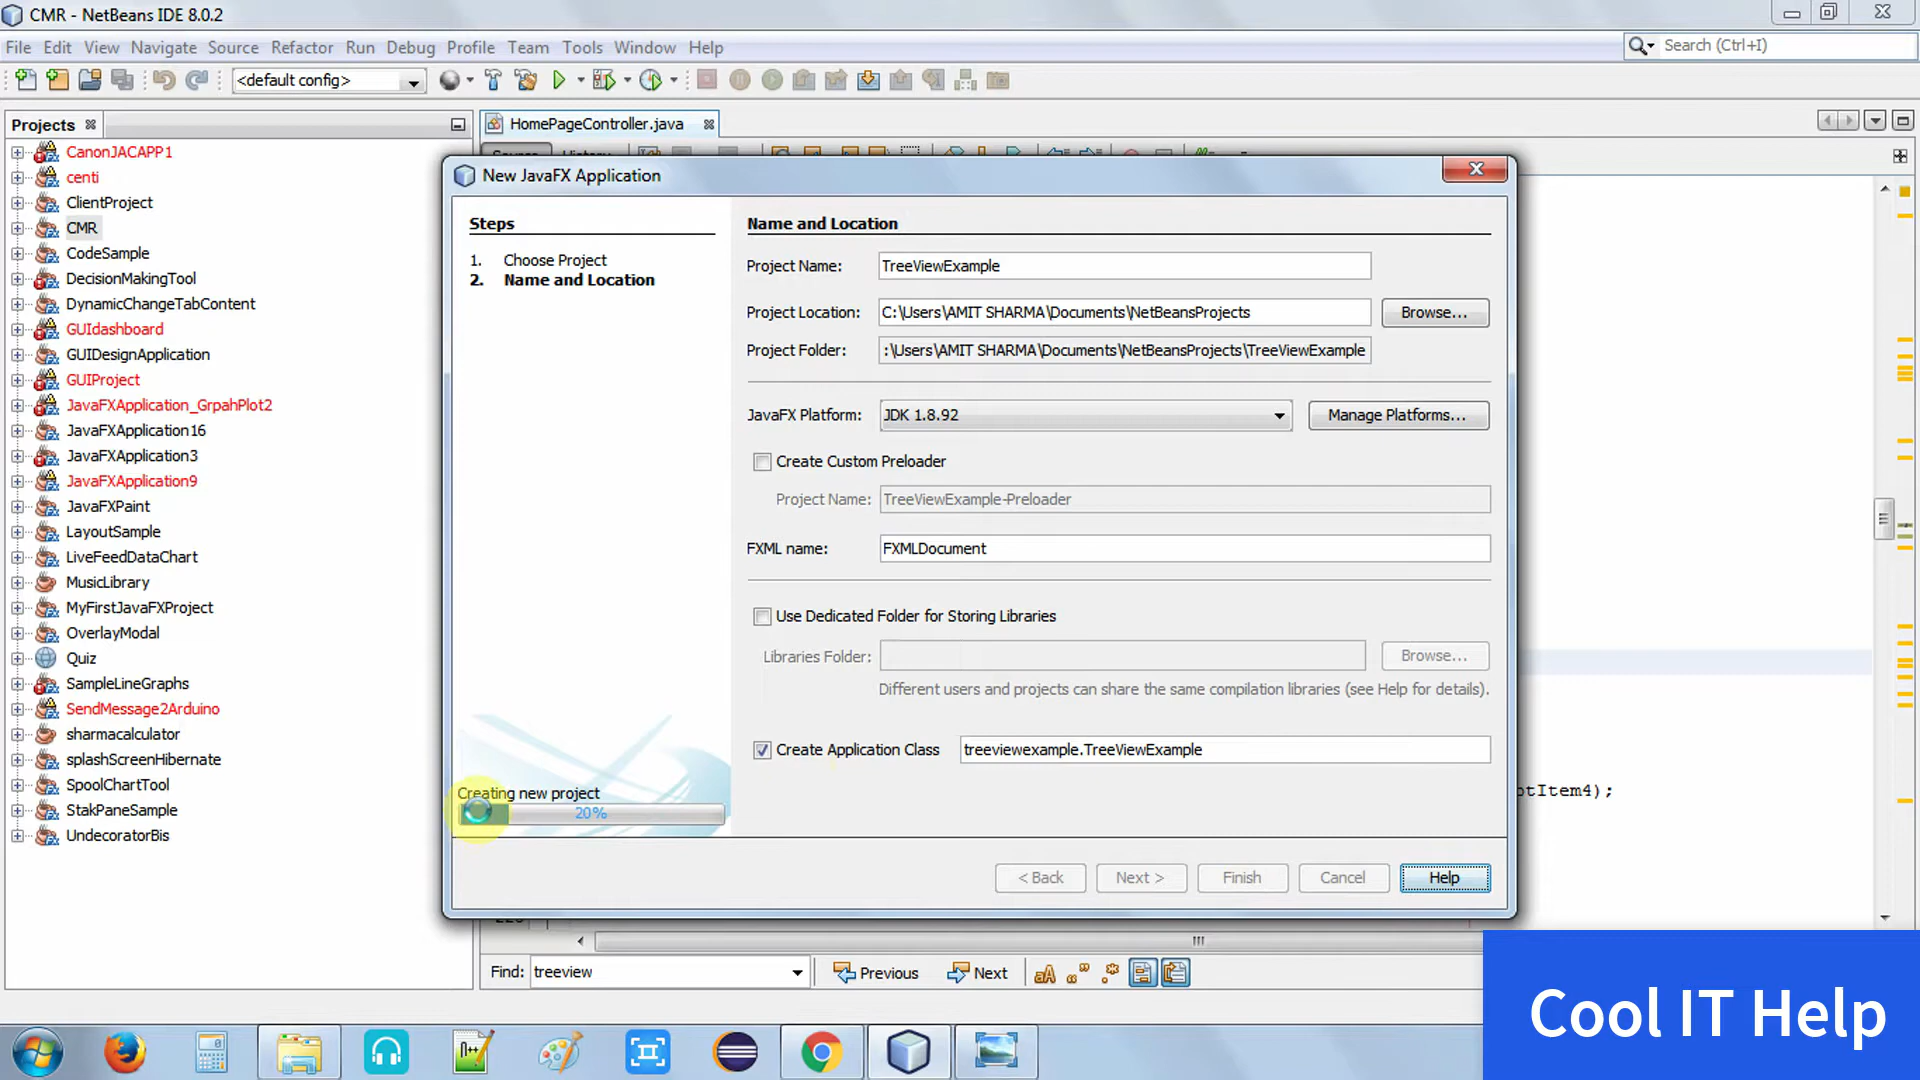 CMR - NetBeans IDE 8.0.2
File Edit View Navigate Source Refactor Run Debug Profile Team Tools Window Help
Search (Ctrl+I)
<default config>
Projects
HomePageController.java
CanonJACAPP1
centi
ClientProject
CMR
CodeSample
DecisionMakingTool
DynamicChangeTabContent
GUIdashboard
GUIDesignApplication
GUIProject
JavaFXApplication_GrpahPlot2
JavaFXApplication16
JavaFXApplication3
JavaFXApplication9
JavaFXPaint
LayoutSample
LiveFeedDataChart
MusicLibrary
MyFirstJavaFXProject
OverlayModal
Quiz
SampleLineGraphs
SendMessage2Arduino
sharmacalculator
splashScreenHibernate
SpoolChartTool
StakPaneSample
UndecoratorBis
New JavaFX Application
Steps
1. Choose Project
2. Name and Location
Name and Location
Project Name: TreeViewExample
Project Location: C:\Users\AMIT SHARMA\Documents\NetBeansProjects Browse...
Project Folder: :\Users\AMIT SHARMA\Documents\NetBeansProjects\TreeViewExample
JavaFX Platform: JDK 1.8.92 Manage Platforms...
Create Custom Preloader
Project Name: TreeViewExample-Preloader
FXML name: FXMLDocument
Use Dedicated Folder for Storing Libraries
Libraries Folder: Browse...
Different users and projects can share the same compilation libraries (see Help for details).
Create Application Class treeviewexample.TreeViewExample
Creating new project
20%
< Back Next > Finish Cancel Help
otItem4);
Find: treeview Previous Next
Cool IT Help